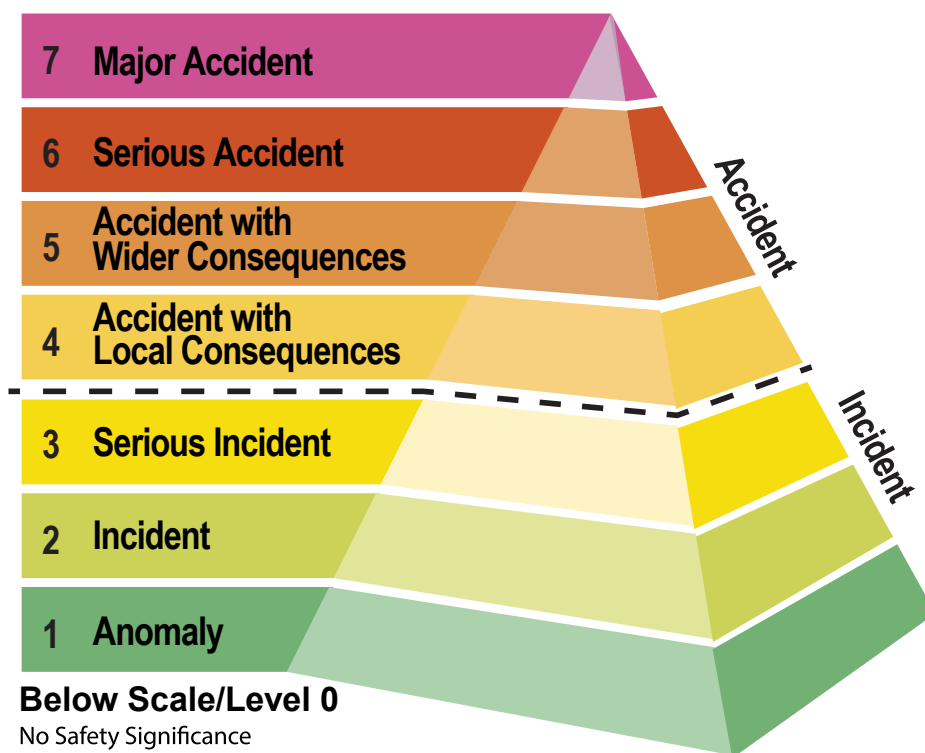 7 Major Accident
6 Serious Accident
5 Accident with
Wider Consequences
4 Accident with
Local Consequences
3 Serious Incident
2 Incident
1 Anomaly
Below Scale/Level 0
No Safety Significance
Accident
Incident